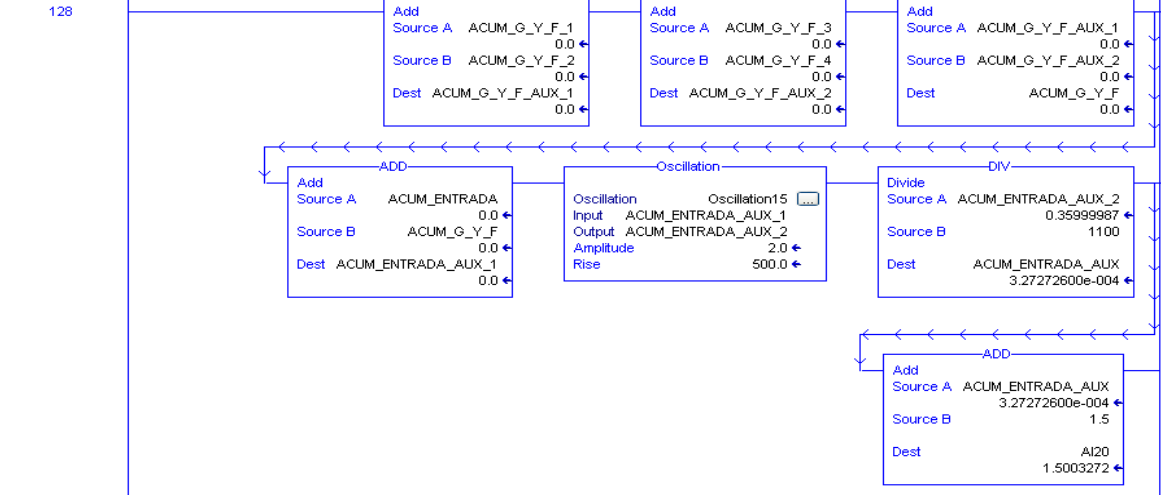 128
Add Add Add
Source A ACUM_G_Y_F_1 Source A ACUM_G_Y_F_3 Source A ACUM_G_Y_F_AUX_1
0.0 0.0 0.0
Source B ACUM_G_Y_F_2 Source B ACUM_G_Y_F_4 Source B ACUM_G_Y_F_AUX_2
0.0 0.0 0.0
Dest ACUM_G_Y_F_AUX_1 Dest ACUM_G_Y_F_AUX_2 Dest ACUM_G_Y_F
0.0 0.0 0.0
ADD Oscillation DIV
Add Divide
Source A ACUM_ENTRADA Oscillation Oscillation15 ... Source A ACUM_ENTRADA_AUX_2
0.0 Input ACUM_ENTRADA_AUX_1 0.35999987
Source B ACUM_G_Y_F Output ACUM_ENTRADA_AUX_2 Source B 1100
0.0 Amplitude 2.0
Dest ACUM_ENTRADA_AUX_1 Rise 500.0 Dest ACUM_ENTRADA_AUX
0.0 3.27272600e-004
ADD
Add
Source A ACUM_ENTRADA_AUX
3.27272600e-004
Source B 1.5
Dest AI20
1.5003272